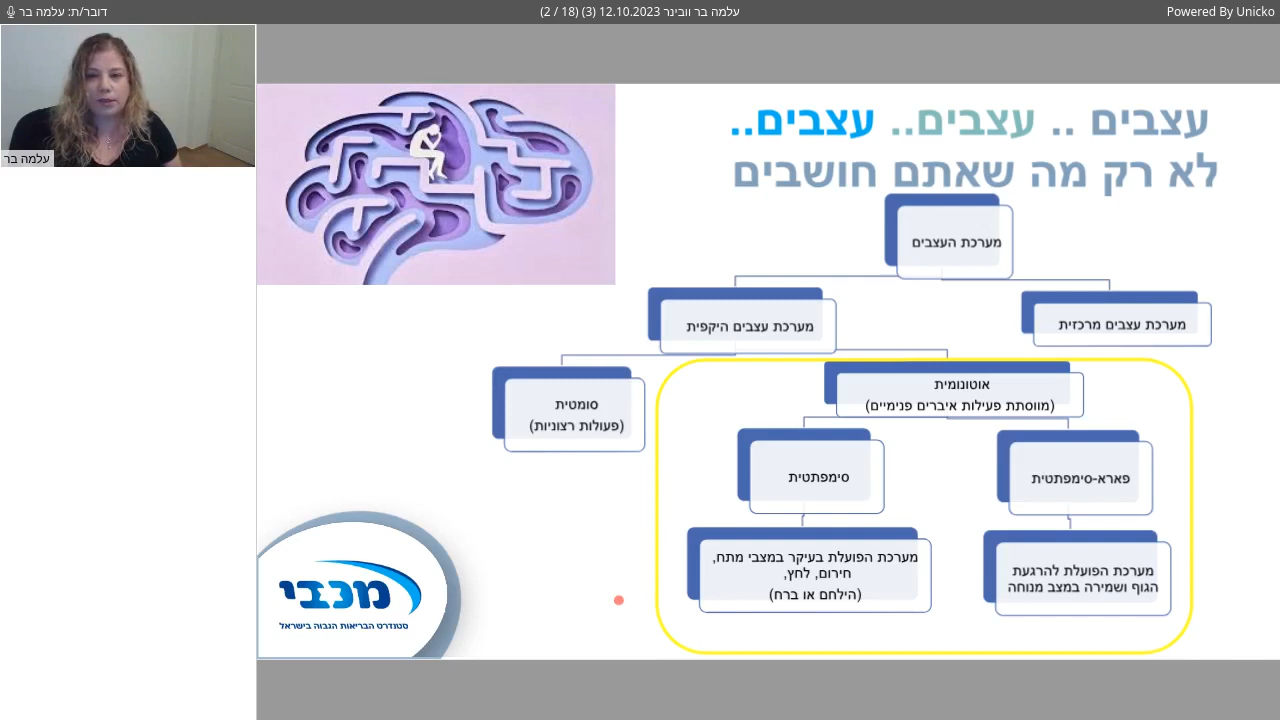 דובר/ת: עלמה בר
עלמה בר וובינר 12.10.2023 (3) (18 / 2)
Powered By Unicko
עלמה בר
עצבים .. עצבים.. עצבים..
לא רק מה שאתם חושבים
מערכת העצבים
מערכת עצבים מרכזית
מערכת עצבים היקפית
אוטונומית
(מווסתת פעילות איברים פנימיים)
סומטית
(פעולות רצוניות)
פארא-סימפתטית
סימפתטית
מערכת הפועלת להרגעת
הגוף ושמירה במצב מנוחה
מערכת הפועלת בעיקר במצבי מתח,
חירום, לחץ,
(הילחם או ברח)
מכבי
סטנדרט הבריאות הגבוה בישראל